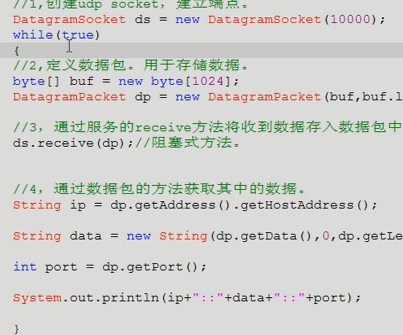 //1,创建udp socket，建立端点。
DatagramSocket ds = new DatagramSocket(10000);
while(true)
{
//2,定义数据包。用于存储数据。
byte[] buf = new byte[1024];
DatagramPacket dp = new DatagramPacket(buf,buf.l
//3，通过服务的receive方法将收到数据存入数据包中
ds.receive(dp);//阻塞式方法。
//4，通过数据包的方法获取其中的数据。
String ip = dp.getAddress().getHostAddress();
String data = new String(dp.getData(),0,dp.getLe
int port = dp.getPort();
System.out.println(ip+"::"+data+"::"+port);
}